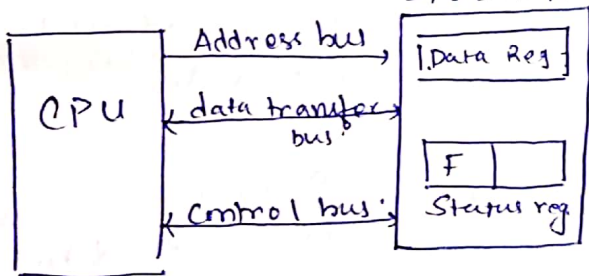 Address bus
Data Reg
CPU
data transfer
bus.
F
Status reg
Control bus.